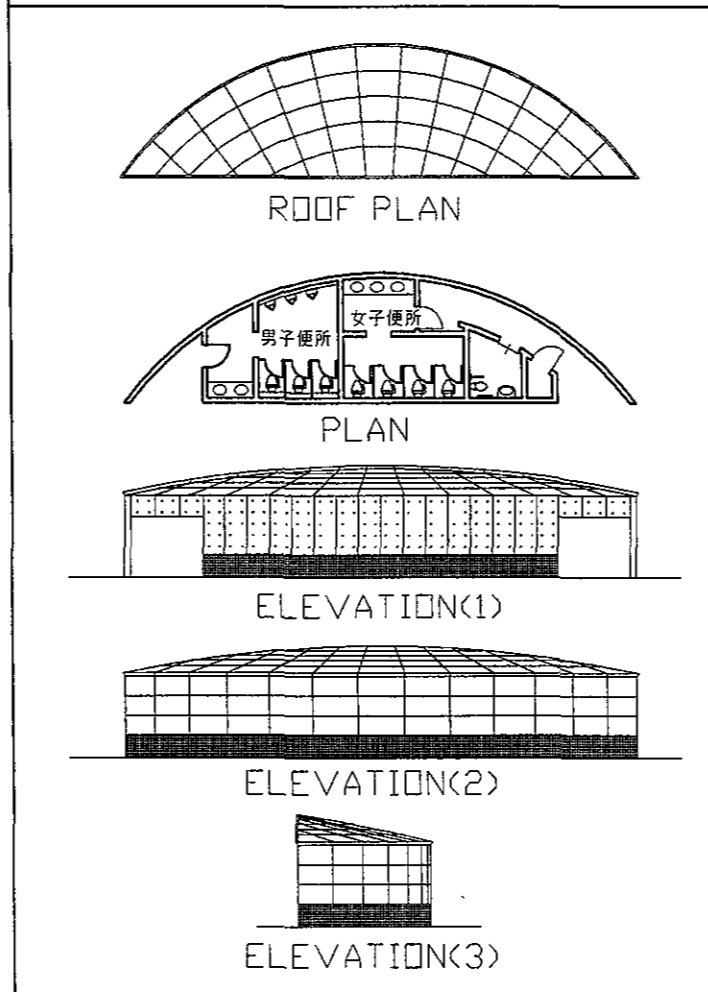 ROOF PLAN
女子便所
男子便所
PLAN
ELEVATION(1)
ELEVATION(2)
ELEVATION(3)